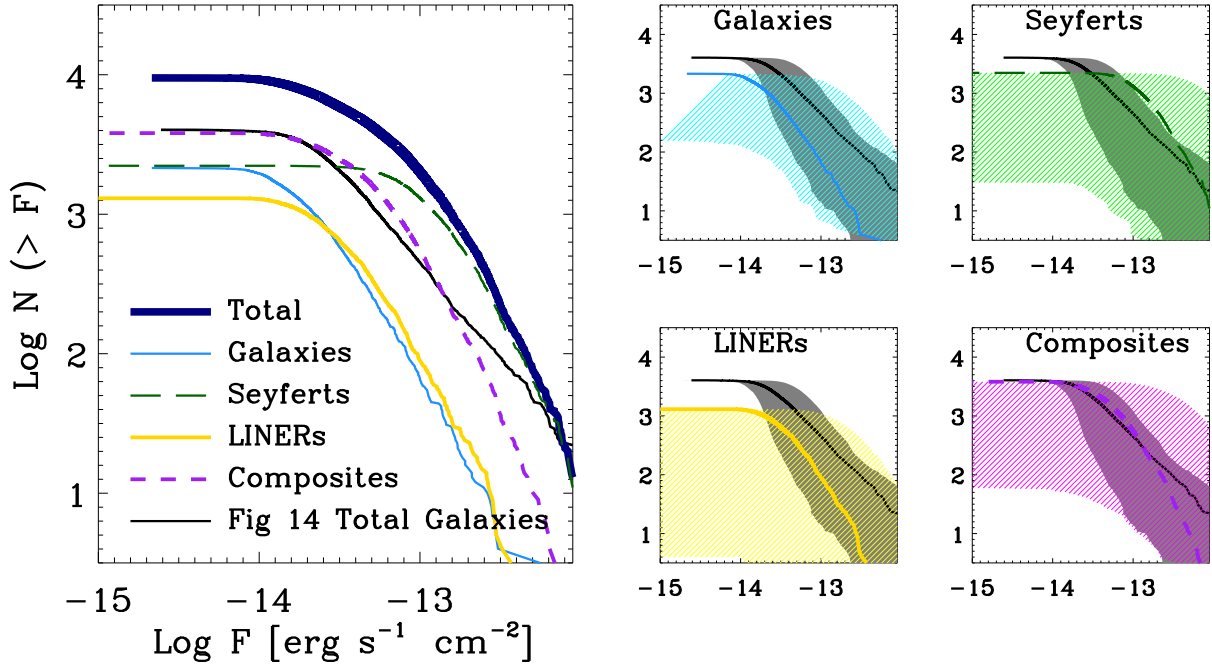 Log N (> F)
4
3
2
1
Total
Galaxies
Seyferts
LINERs
Composites
Fig 14 Total Galaxies
-15 -14 -13
Log F [erg s⁻¹ cm⁻²]
Galaxies
4
3
2
1
-15 -14 -13
Seyferts
4
3
2
1
-15 -14 -13
LINERs
4
3
2
1
-15 -14 -13
Composites
4
3
2
1
-15 -14 -13